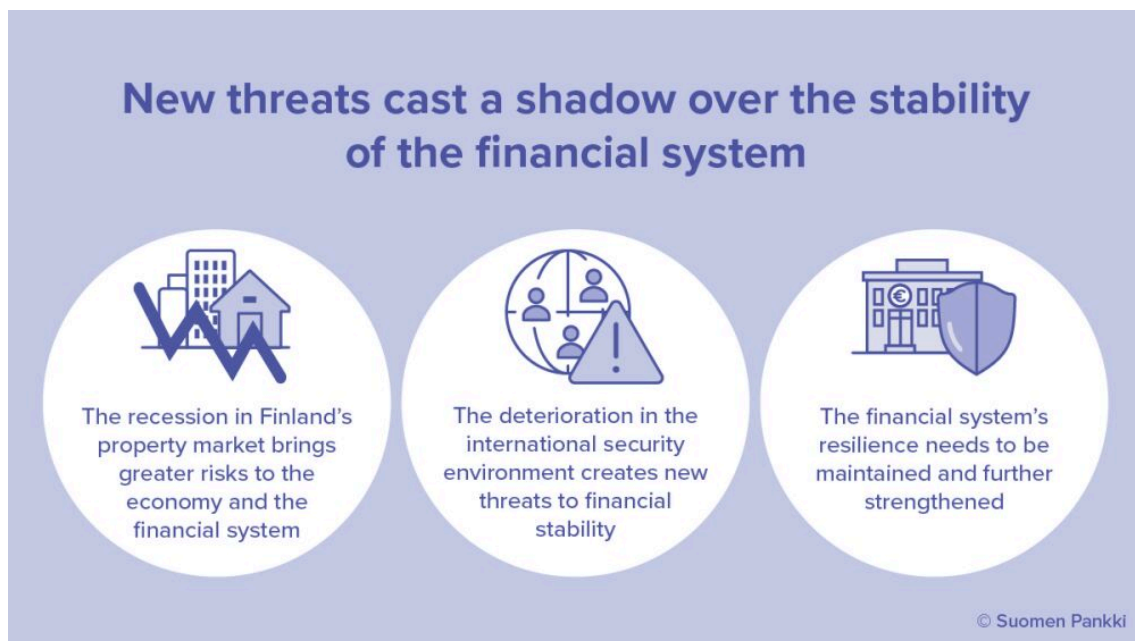 New threats cast a shadow over the stability
of the financial system
The recession in Finland's
property market brings
greater risks to the
economy and the
financial system
The deterioration in the
international security
environment creates new
threats to financial
stability
€
The financial system's
resilience needs to be
maintained and further
strengthened
© Suomen Pankki